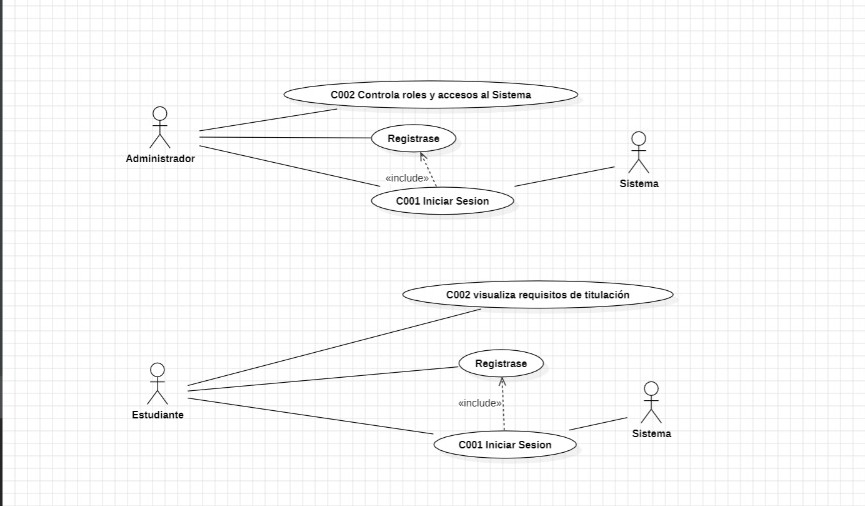 C002 Controla roles y accesos al Sistema
Registrase
Administrador
«include»
Sistema
C001 Iniciar Sesion
C002 visualiza requisitos de titulación
Registrase
«include»
Estudiante
Sistema
C001 Iniciar Sesion